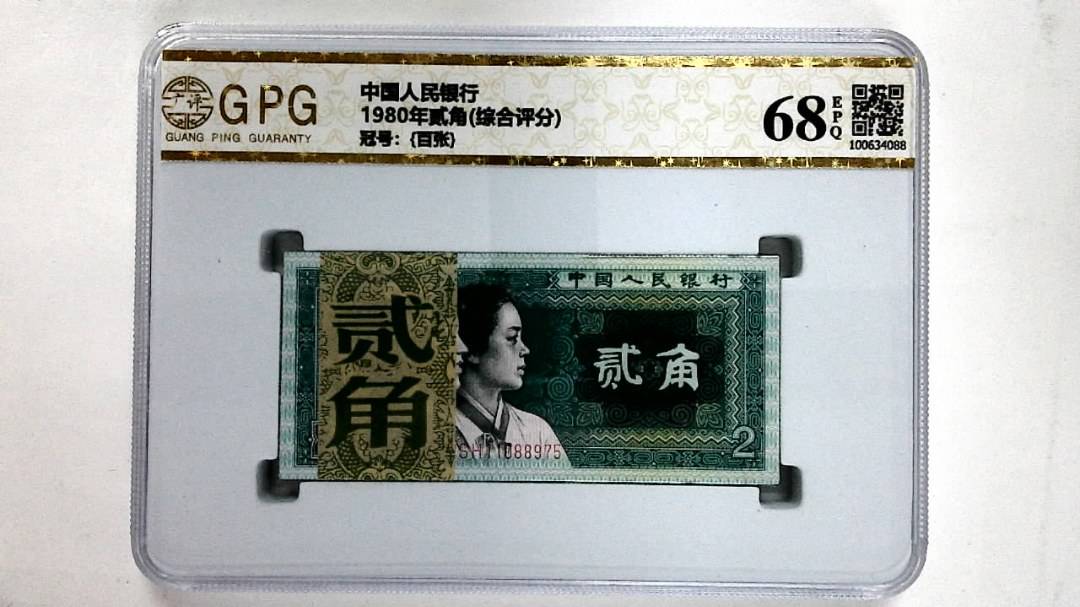 广评
GPG
GUANG PING GUARANTY
中国人民银行
1980年贰角(综合评分)
冠号：{百张}
68
EPQ
100634088
贰角
中国人民银行
贰角
SH11088975
2